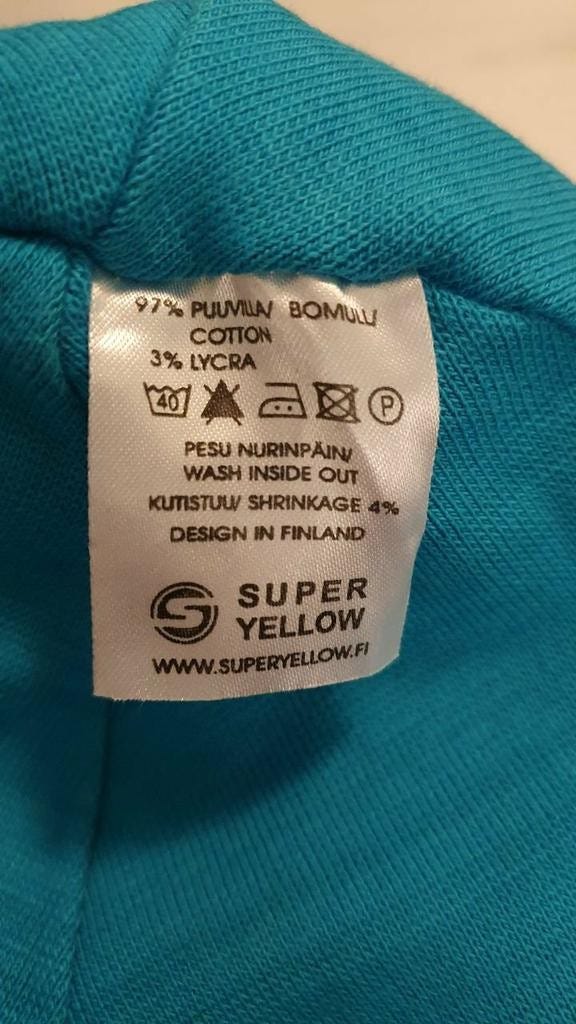 97% PUUVILLA/ BOMULL/
COTTON
3% LYCRA
40 P
PESU NURINPÄIN/
WASH INSIDE OUT
KUTISTUU/ SHRINKAGE 4%
DESIGN IN FINLAND
SUPER
YELLOW
WWW.SUPERYELLOW.FI